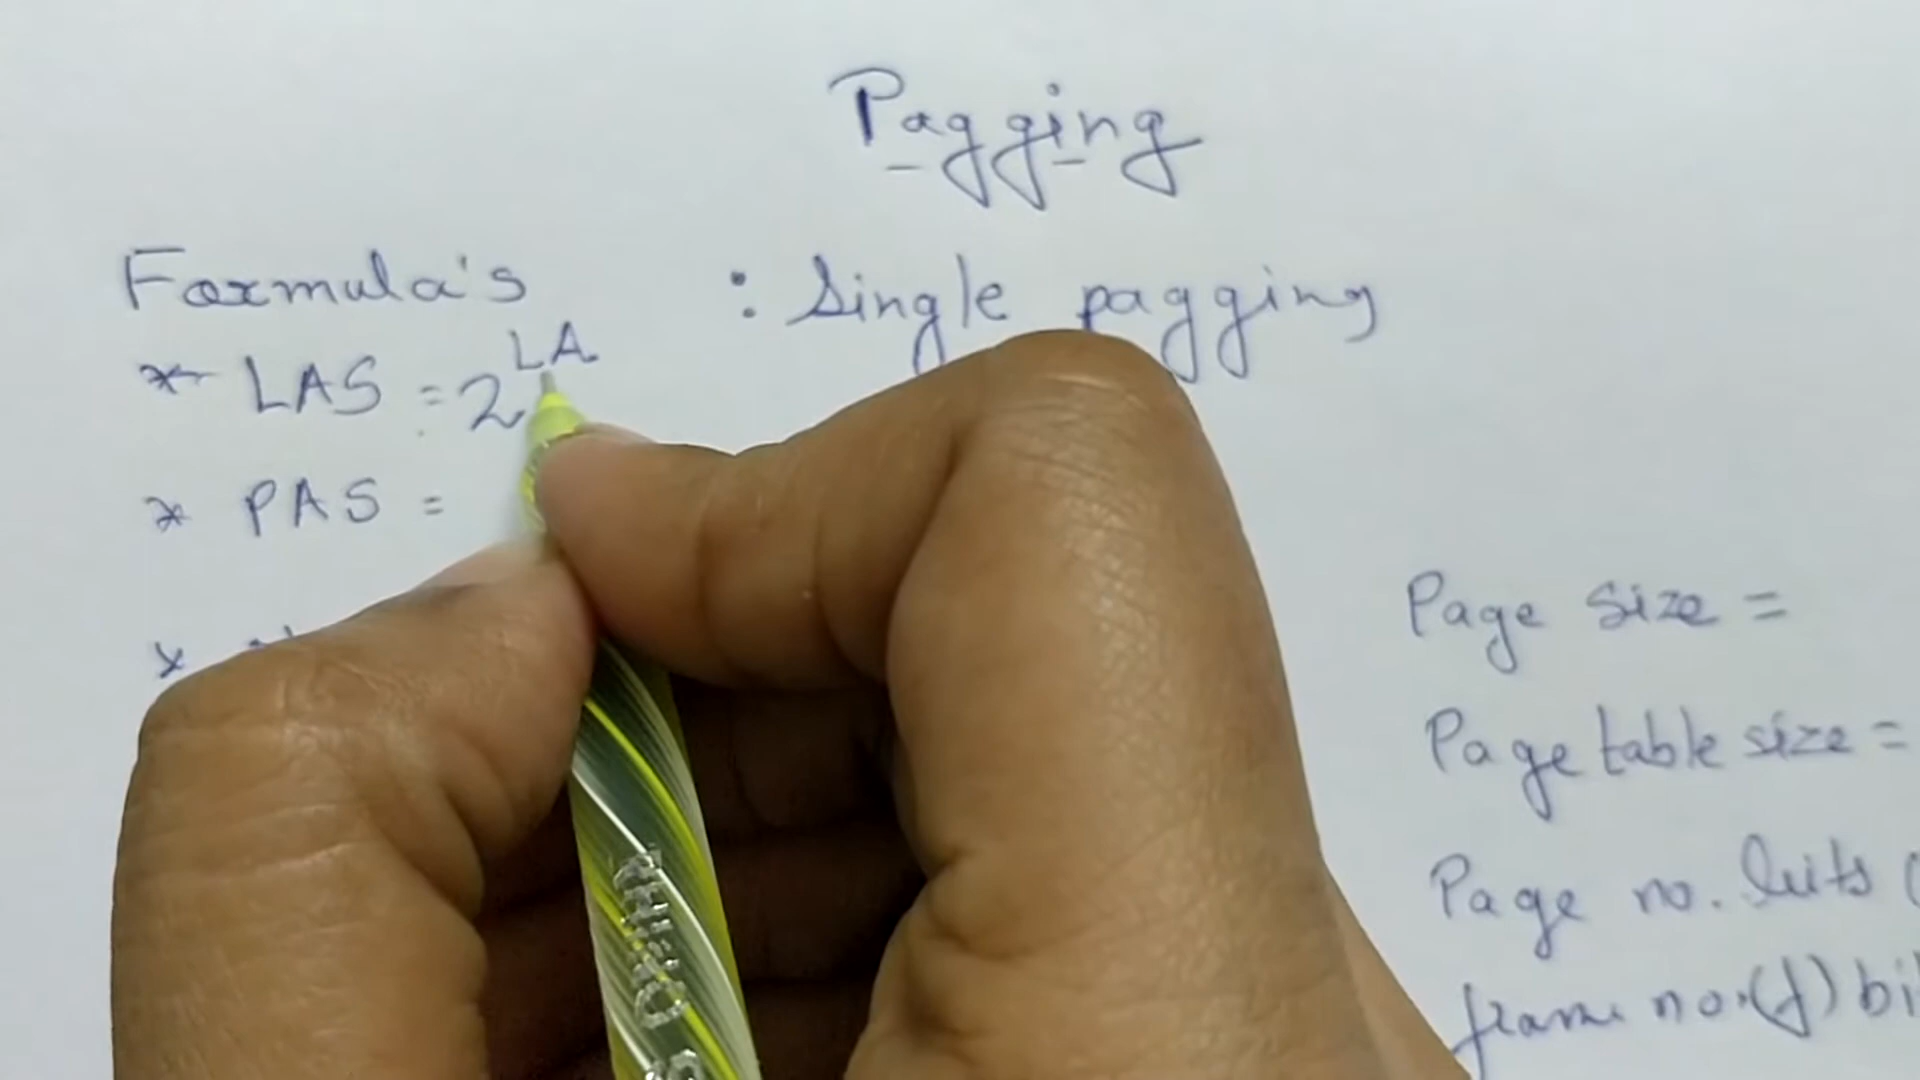 Pagging
Formula's : Single pagging
* LAS = 2^LA
* PAS =
*
Page size =
Page table size =
Page no. bits (
frame no.(f) bi